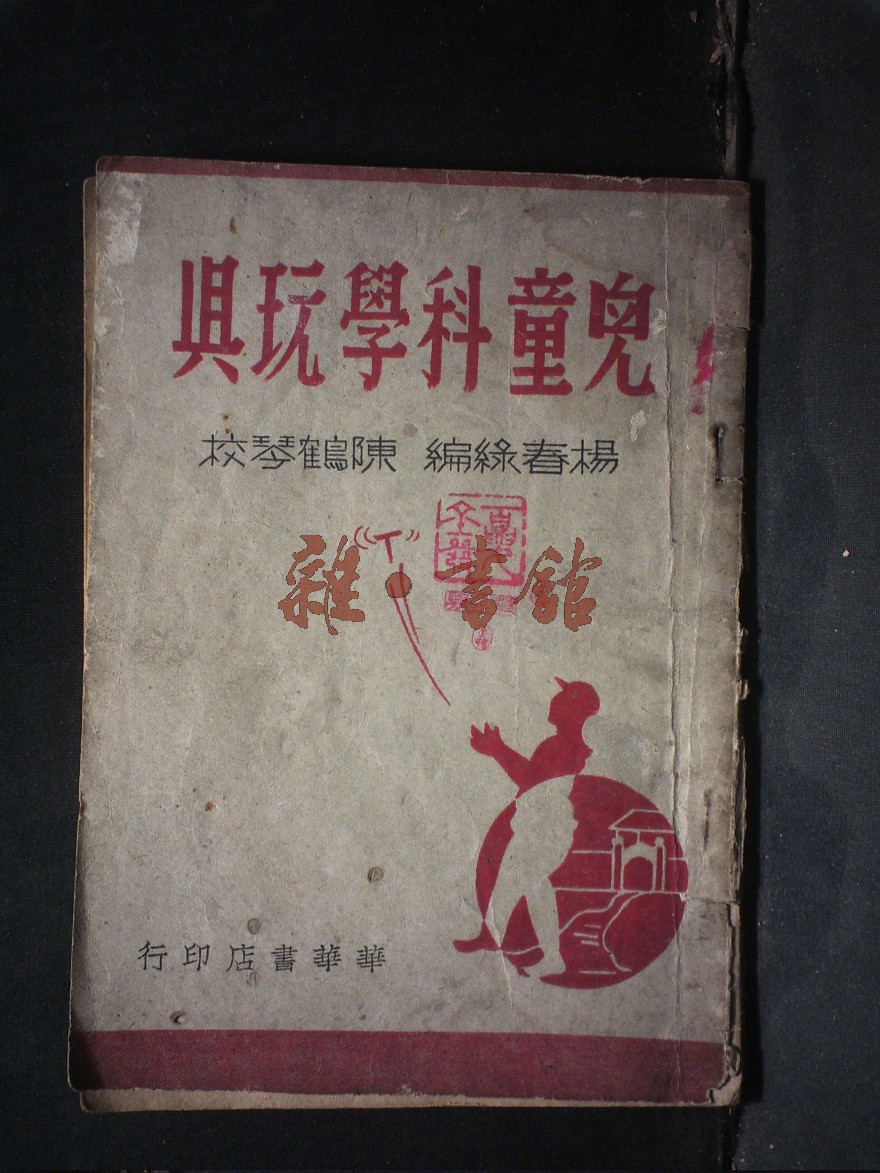 兒童科學玩具
楊春綠編 陳鶴琴校
雜·書館
華華書店印行